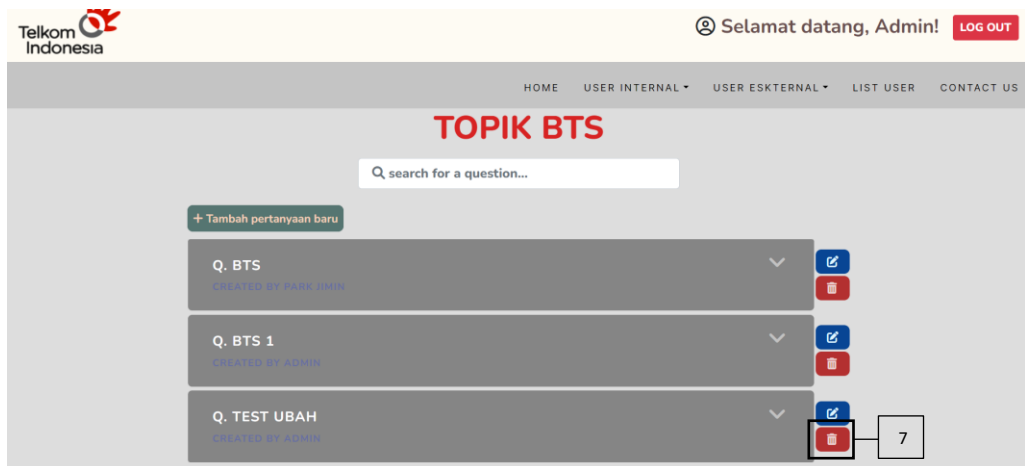 Telkom
Indonesia
Selamat datang, Admin!
LOG OUT
HOME USER INTERNAL USER ESKTERNAL LIST USER CONTACT US
TOPIK BTS
search for a question...
+ Tambah pertanyaan baru
Q. BTS
CREATED BY PARK JIMIN
Q. BTS 1
CREATED BY ADMIN
Q. TEST UBAH
CREATED BY ADMIN
7